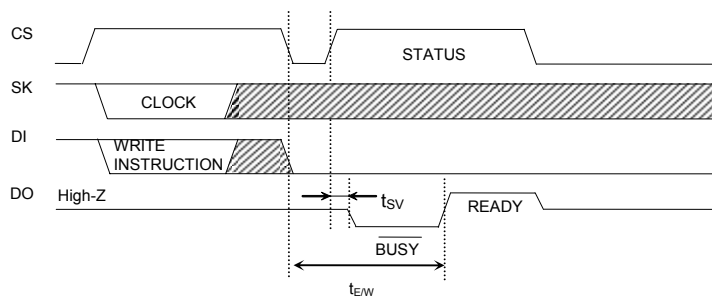 CS
STATUS
SK
CLOCK
DI
WRITE
INSTRUCTION
DO
High-Z
tSV
READY
BUSY
tE/W